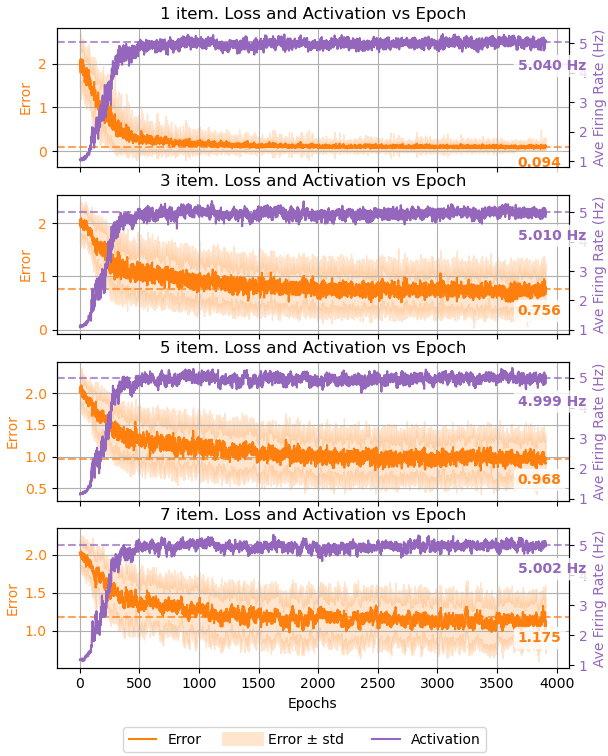 1 item. Loss and Activation vs Epoch
2
1
0
Error
5
4
3
2
1
Ave Firing Rate (Hz)
5.040 Hz
0.094
3 item. Loss and Activation vs Epoch
2
1
0
Error
5
4
3
2
1
Ave Firing Rate (Hz)
5.010 Hz
0.756
5 item. Loss and Activation vs Epoch
2.0
1.5
1.0
0.5
Error
5
4
3
2
1
Ave Firing Rate (Hz)
4.999 Hz
0.968
7 item. Loss and Activation vs Epoch
2.0
1.5
1.0
Error
5
4
3
2
1
Ave Firing Rate (Hz)
5.002 Hz
1.175
0 500 1000 1500 2000 2500 3000 3500 4000
Epochs
Error Error ± std Activation